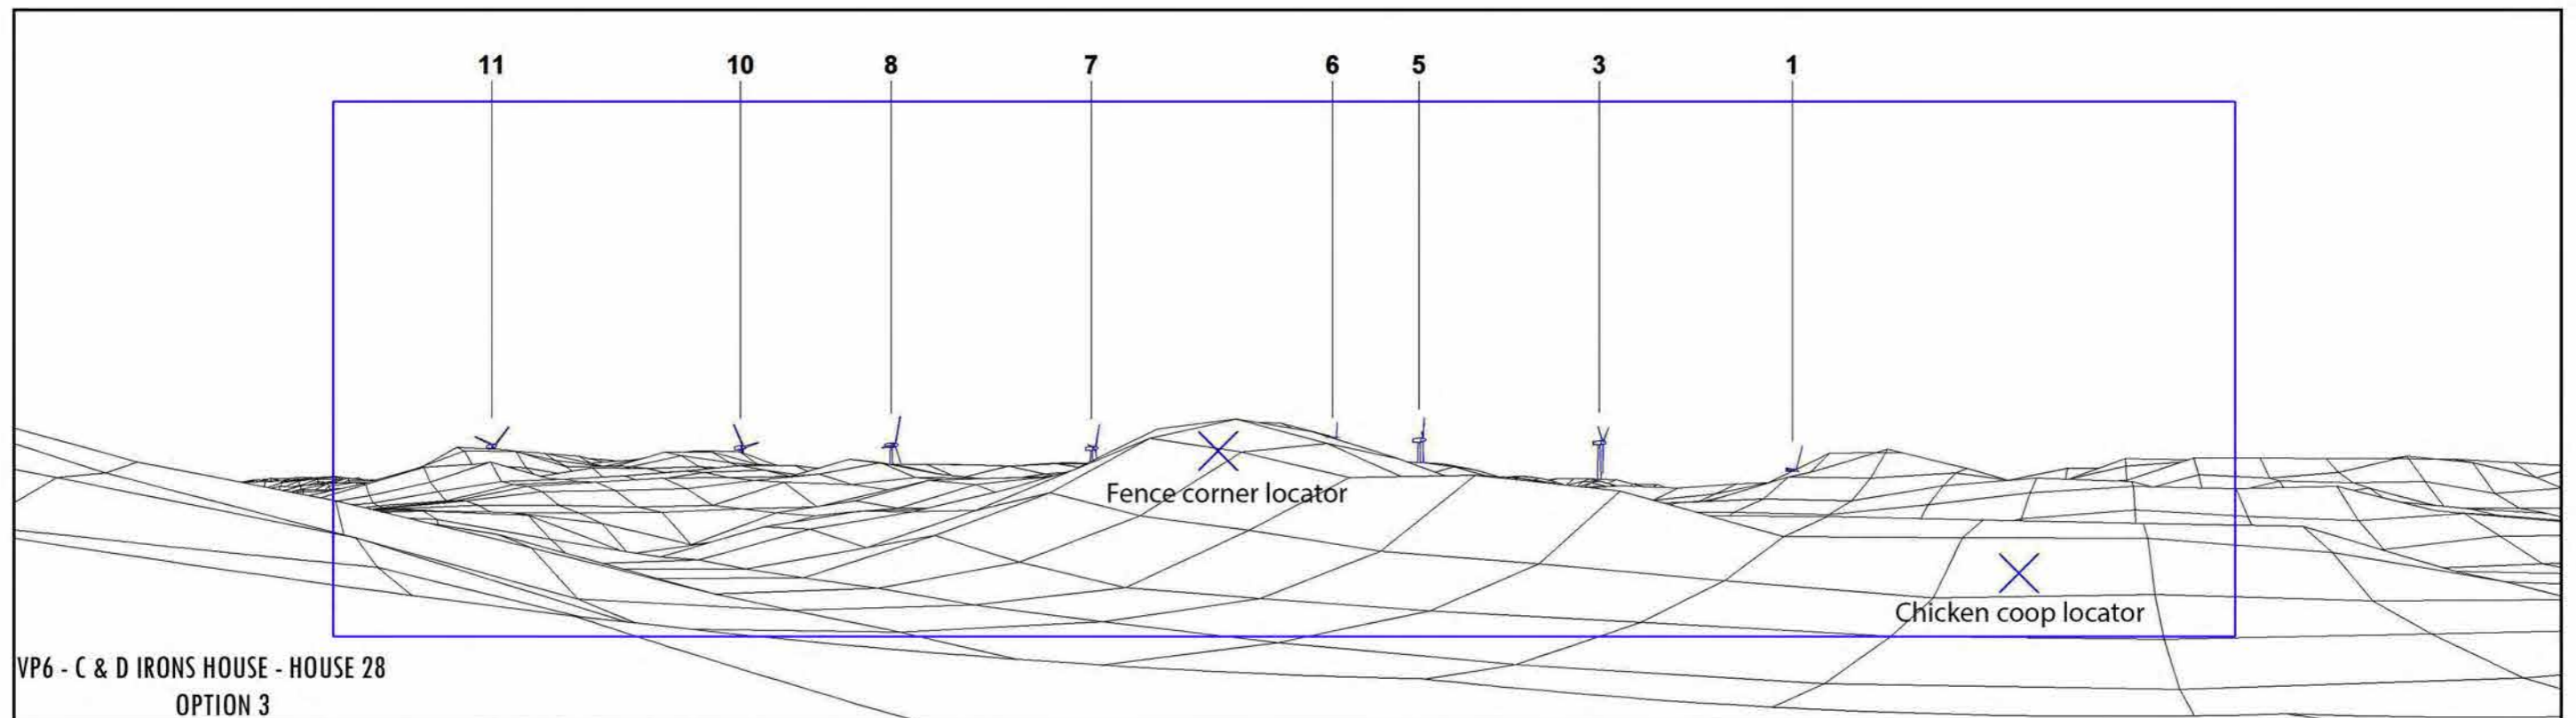 11 10 8 7 6 5 3 1
Fence corner locator
Chicken coop locator
VP6 - C & D IRONS HOUSE - HOUSE 28
OPTION 3